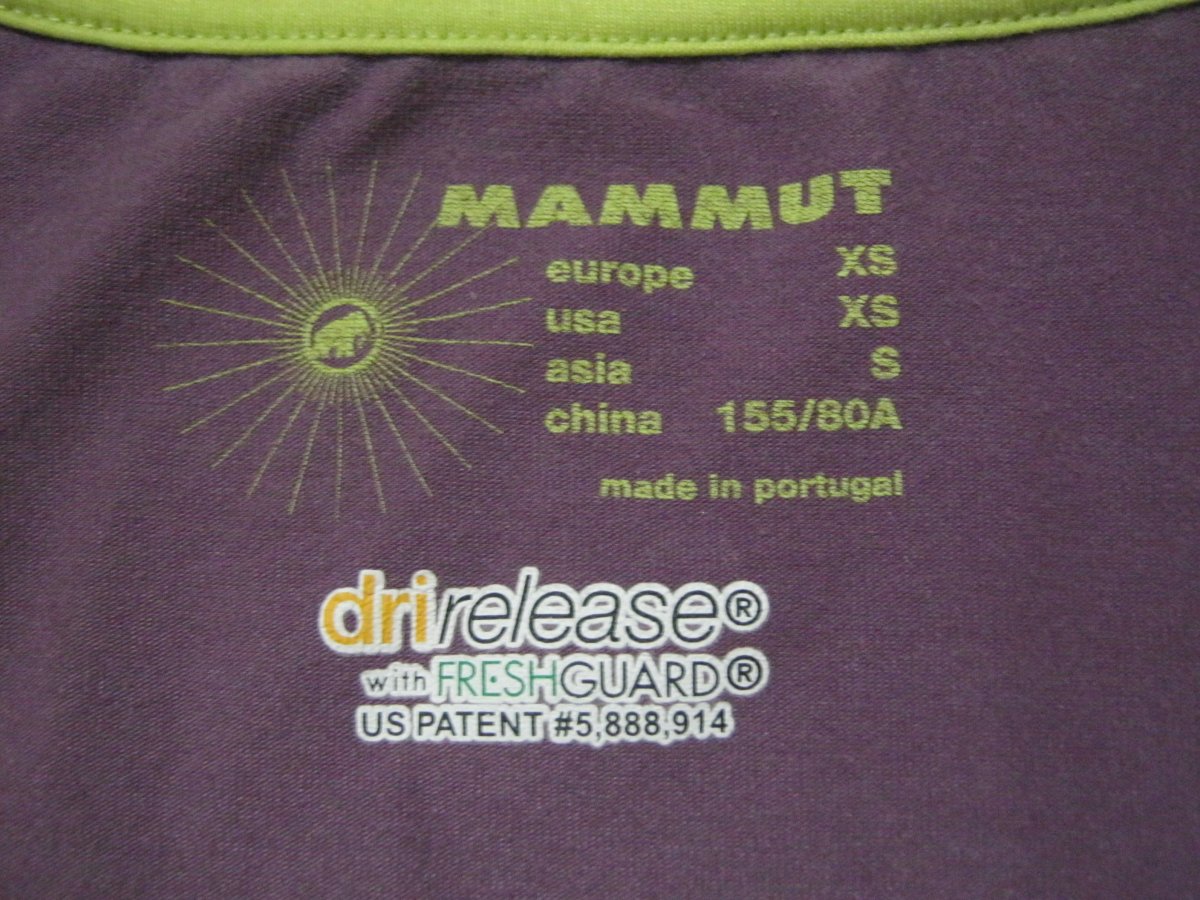 MAMMUT
europe XS
usa XS
asia S
china 155/80A
made in portugal
drirelease®
with FRESHGUARD®
US PATENT #5,888,914